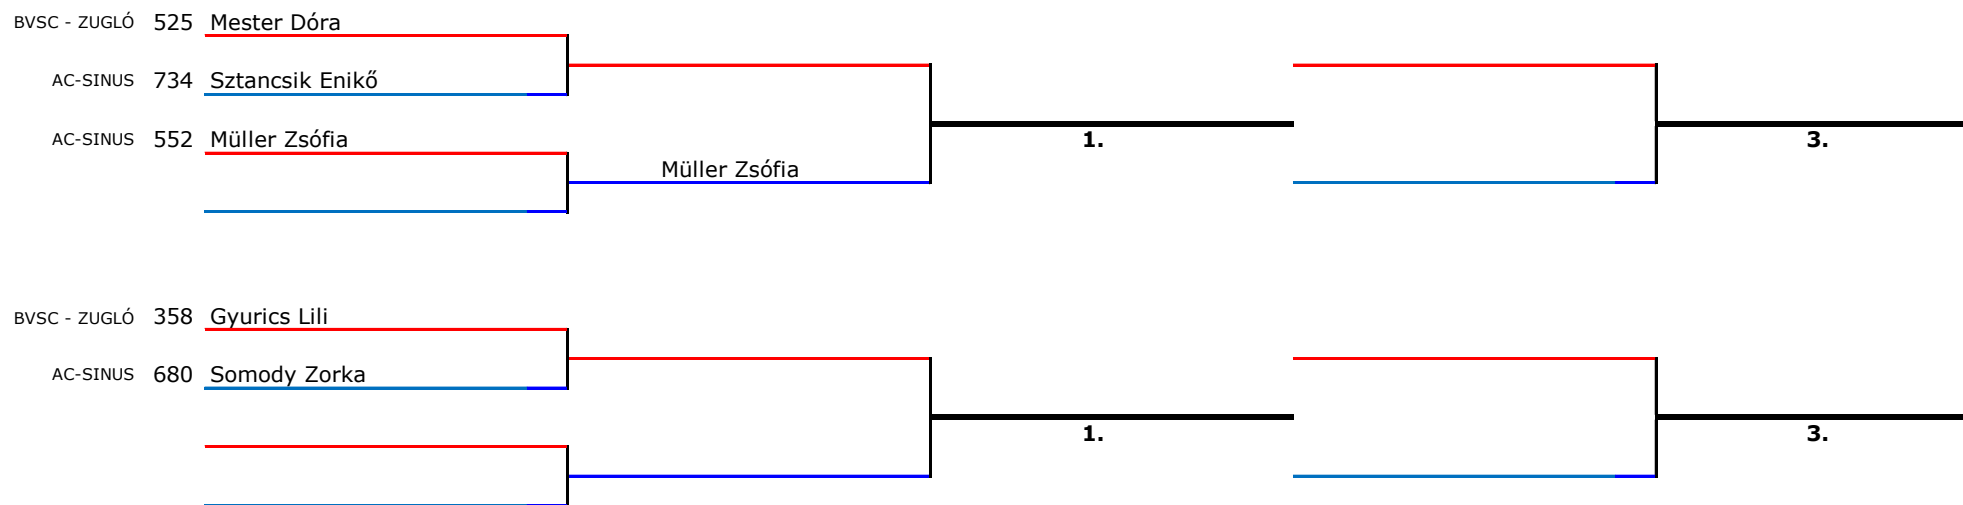 BVSC - ZUGLÓ 525 Mester Dóra
AC-SINUS 734 Sztancsik Enikő
AC-SINUS 552 Müller Zsófia
1.
3.
Müller Zsófia
BVSC - ZUGLÓ 358 Gyurics Lili
AC-SINUS 680 Somody Zorka
1.
3.